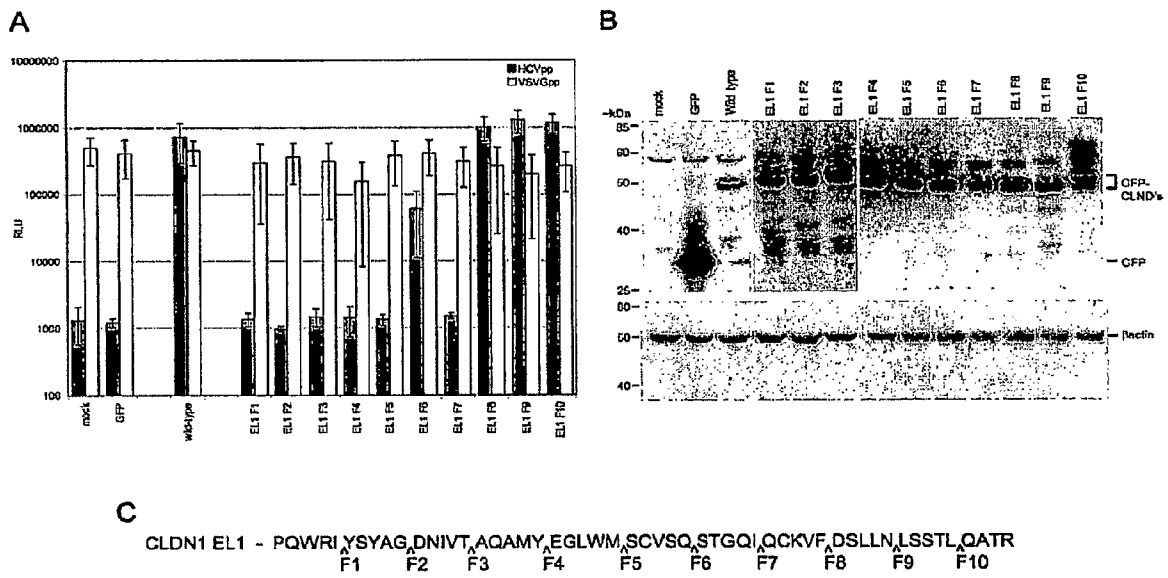 A
10000000
1000000
100000
10000
1000
100
RLU
HCVpp
VSVGpp
mock
GFP
wild-type
EL1 F1
EL1 F2
EL1 F3
EL1 F4
EL1 F5
EL1 F6
EL1 F7
EL1 F8
EL1 F9
EL1 F10
B
mock
GFP
Wild type
EL1 F1
EL1 F2
EL1 F3
EL1 F4
EL1 F5
EL1 F6
EL1 F7
EL1 F8
EL1 F9
EL1 F10
kDa
85
60
50
40
25
GFP-
CLND's
GFP
60
50
40
βactin
C
CLDN1 EL1 - PQWRI^YSYAG^DNIVT^AQAMY^EGLWM^SCVSQ^STGQI^QCKVF^DSLLN^LSSTL^QATR
F1 F2 F3 F4 F5 F6 F7 F8 F9 F10